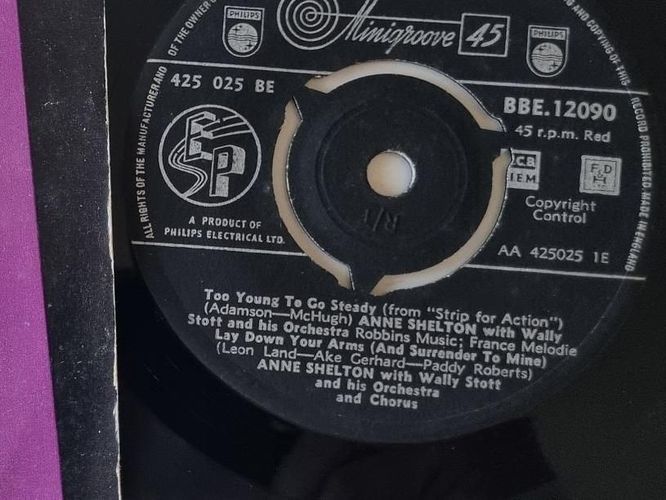 PHILIPS
Minigroove 45
PHILIPS
OF THE OWNER
ING AND COPYING OF THIS
ALL RIGHTS OF THE MANUFACTURER AND
RECORD PROHIBITED. MADE IN ENGLAND
425 025 BE
BBE.12090
45 r.p.m. Red
EP
A PRODUCT OF
PHILIPS ELECTRICAL LTD.
Copyright
Control
R/1
AA 425025 1E
Too Young To Go Steady (from "Strip for Action")
(Adamson—McHugh) ANNE SHELTON with Wally
Stott and his Orchestra Robbins Music; France Melodie
Lay Down Your Arms (And Surrender To Mine)
(Leon Land—Ake Gerhard—Paddy Roberts)
ANNE SHELTON with Wally Stott
and his Orchestra
and Chorus